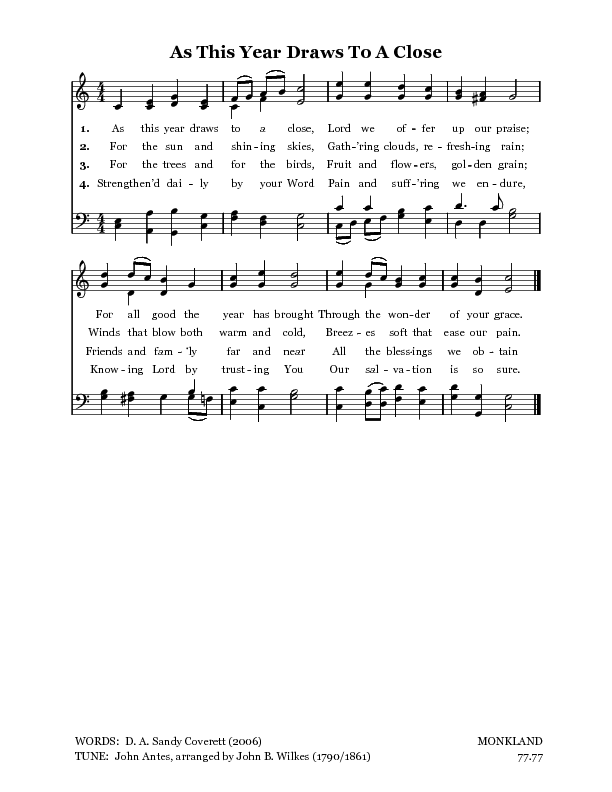 As This Year Draws To A Close
1. As this year draws to a close, Lord we of - fer up our praise;
2. For the sun and shin - ing skies, Gath-'ring clouds, re - fresh-ing rain;
3. For the trees and for the birds, Fruit and flow - ers, gol-den grain;
4. Strengthen'd dai - ly by your Word Pain and suff-'ring we en - dure,
For all good the year has brought Through the won-der of your grace.
Winds that blow both warm and cold, Breez - es soft that ease our pain.
Friends and fam - 'ly far and near All the bless-ings we ob - tain
Know - ing Lord by trust - ing You Our sal - va - tion is so sure.
WORDS: D. A. Sandy Coverett (2006) MONKLAND
TUNE: John Antes, arranged by John B. Wilkes (1790/1861) 77.77